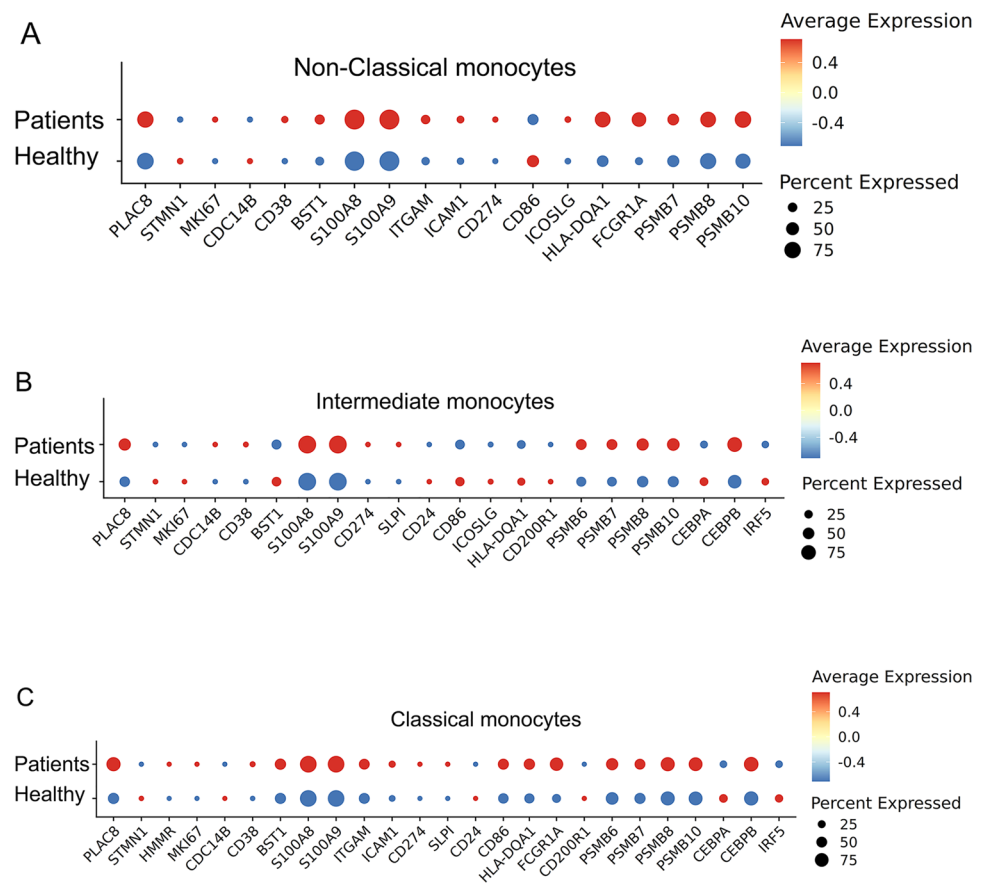 A
Average Expression
Non-Classical monocytes
0.4
0.0
-0.4
Patients
Healthy
PLAC8 STMN1 MKI67 CDC14B CD38 BST1 S100A8 S100A9 ITGAM ICAM1 CD274 CD86 ICOSLG HLA-DQA1 FCGR1A PSMB7 PSMB8 PSMB10
Percent Expressed
25
50
75
B
Average Expression
Intermediate monocytes
0.4
0.0
-0.4
Patients
Healthy
PLAC8 STMN1 MKI67 CDC14B CD38 BST1 S100A8 S100A9 CD274 SLPI CD24 CD86 ICOSLG HLA-DQA1 CD200R1 PSMB6 PSMB7 PSMB8 PSMB10 CEBPA CEBPB IRF5
Percent Expressed
25
50
75
C
Average Expression
Classical monocytes
0.4
0.0
-0.4
Patients
Healthy
PLAC8 STMN1 HMMR MKI67 CDC14B CD38 BST1 S100A8 S100A9 ITGAM ICAM1 CD274 SLPI CD24 CD86 HLA-DQA1 FCGR1A CD200R1 PSMB6 PSMB7 PSMB8 PSMB10 CEBPA CEBPB IRF5
Percent Expressed
25
50
75